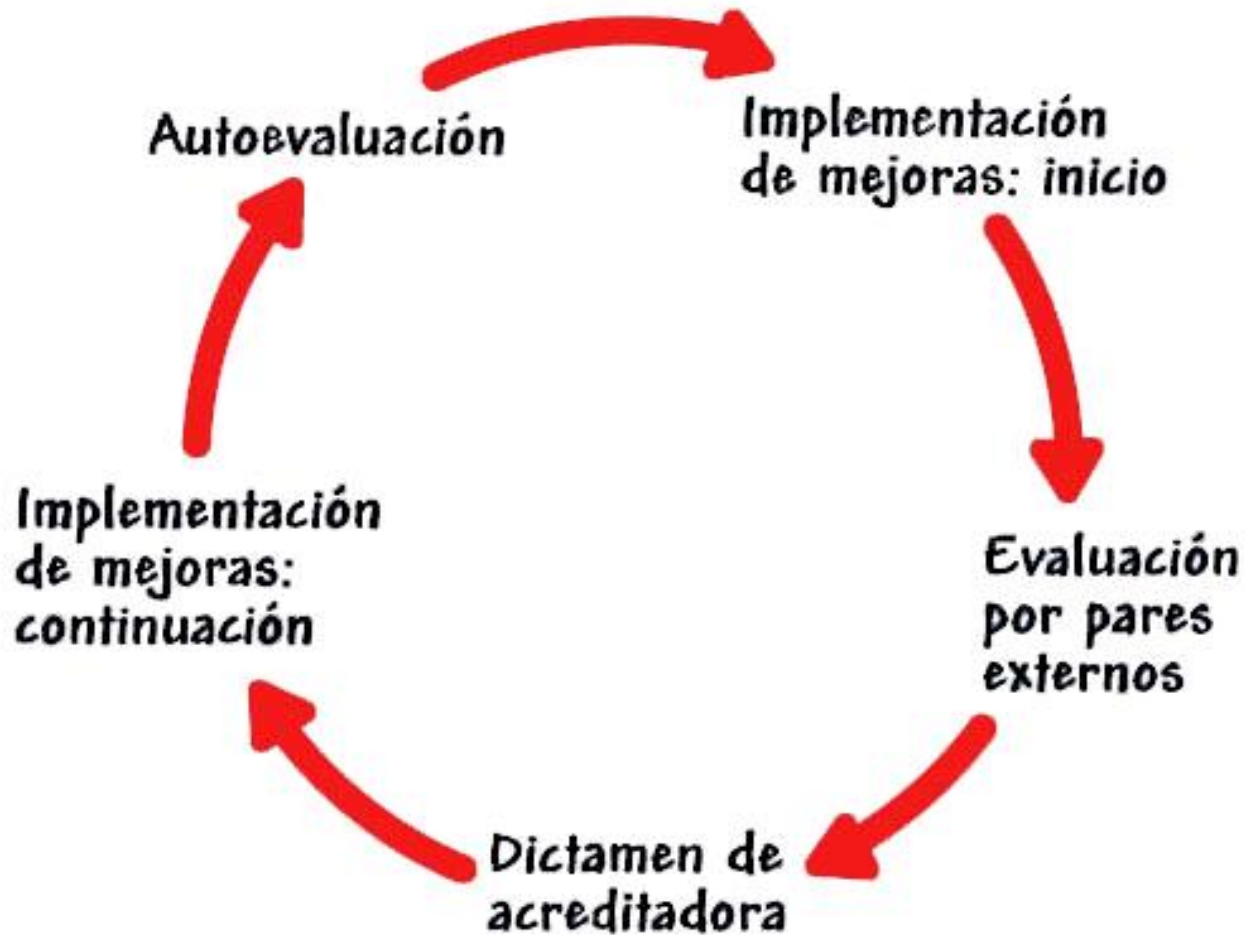 Autoevaluación
Implementación
de mejoras: inicio
Evaluación
por pares
externos
Dictamen de
acreditadora
Implementación
de mejoras:
continuación